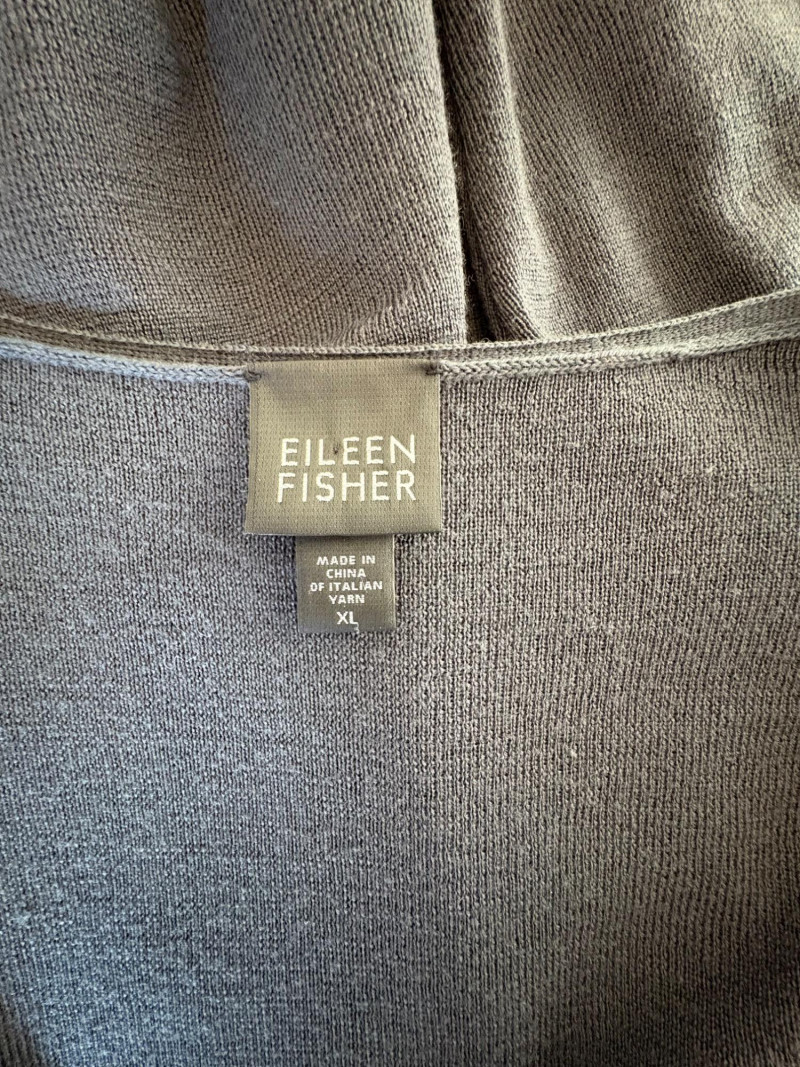 EILEEN
FISHER
MADE IN
CHINA
OF ITALIAN
YARN
XL